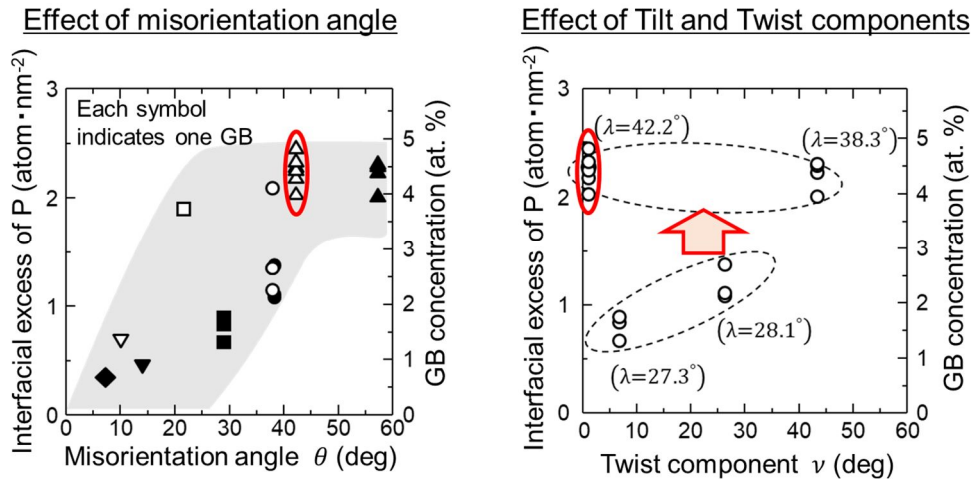 Effect of misorientation angle
Interfacial excess of P (atom・nm⁻²)
3
2
1
0
Each symbol
indicates one GB
5
4
3
2
1
0
GB concentration (at. %)
0 10 20 30 40 50 60
Misorientation angle θ (deg)
Effect of Tilt and Twist components
Interfacial excess of P (atom・nm⁻²)
3
2
1
0
(λ=42.2°)
(λ=38.3°)
(λ=28.1°)
(λ=27.3°)
5
4
3
2
1
0
GB concentration (at. %)
0 10 20 30 40 50 60
Twist component ν (deg)